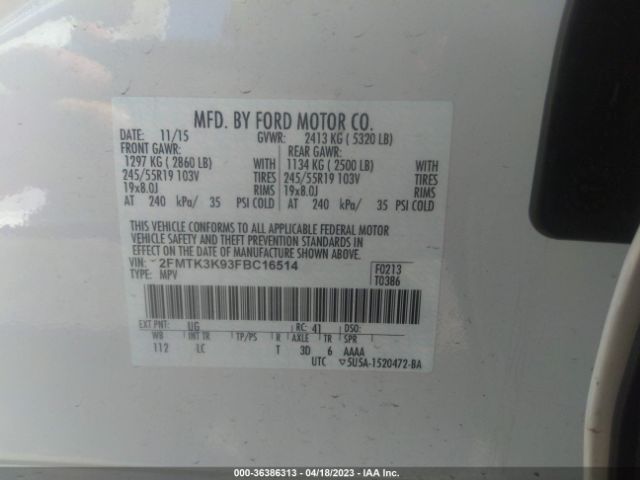 MFD. BY FORD MOTOR CO.
DATE: 11/15 GVWR: 2413 KG ( 5320 LB)
FRONT GAWR: REAR GAWR:
1297 KG ( 2860 LB) WITH 1134 KG ( 2500 LB) WITH
245/55R19 103V TIRES 245/55R19 103V TIRES
19x8.0J RIMS 19x8.0J RIMS
AT 240 kPa/ 35 PSI COLD AT 240 kPa/ 35 PSI COLD
THIS VEHICLE CONFORMS TO ALL APPLICABLE FEDERAL MOTOR
VEHICLE SAFETY AND THEFT PREVENTION STANDARDS IN
EFFECT ON THE DATE OF MANUFACTURE SHOWN ABOVE.
VIN: 2FMTK3K93FBC16514 F0213
TYPE: MPV T0386
EXT PNT: UG RC: 41 DSO:
WB INT TR TP/PS R AXLE TR SPR
112 LC T 3D 6 AAAA
UTC ▽5U5A-1520472-BA
000-36386313 - 04/18/2023 - IAA Inc.